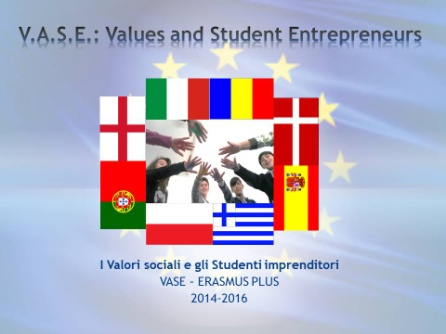 V.A.S.E.: Values and Student Entrepreneurs
I Valori sociali e gli Studenti imprenditori
VASE – ERASMUS PLUS
2014-2016